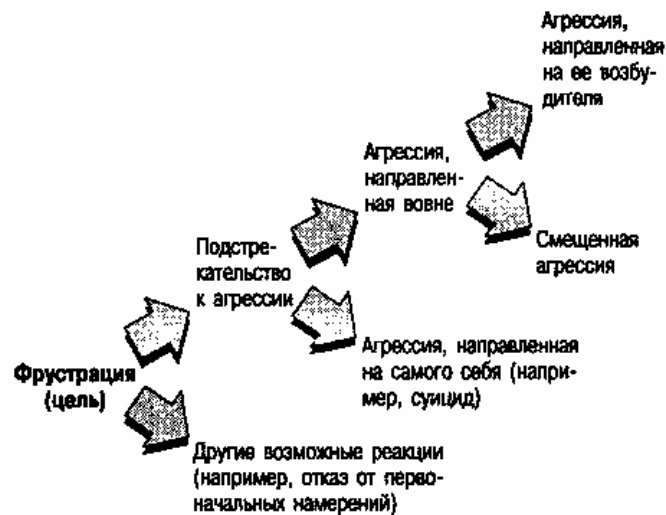 Агрессия,
направленная
на ее возбу-
дителя
Агрессия,
направлен-
ная вовне
Смещенная
агрессия
Подстре-
кательство
к агрессии
Агрессия, направленная
на самого себя (напри-
мер, суицид)
Фрустрация
(цель)
Другие возможные реакции
(например, отказ от перво-
начальных намерений)